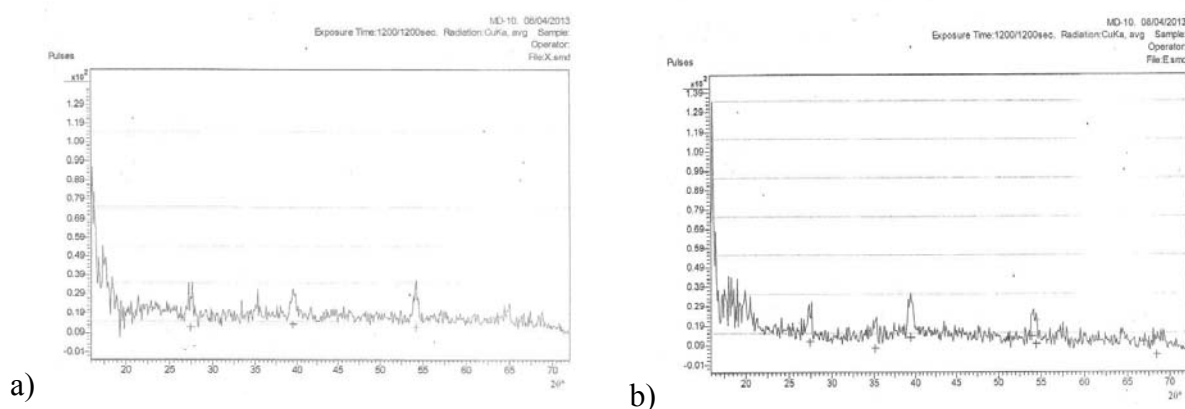 MD-10. 08/04/2013
Exposure Time:1200/1200sec. Radiation:CuKa, avg Sample:
Operator:
File:X.smd
Pulses
x10³
1.29
1.19
1.09
0.99
0.89
0.79
0.69
0.59
0.49
0.39
0.29
0.19
0.09
-0.01
20 25 30 35 40 45 50 55 60 65 70
2θ°
a)
MD-10. 08/04/2013
Exposure Time:1200/1200sec. Radiation:CuKa, avg Sample
Operator
File:E.smd
Pulses
x10³
1.39
1.29
1.19
1.09
0.99
0.89
0.79
0.69
0.59
0.49
0.39
0.29
0.19
0.09
-0.01
20 25 30 35 40 45 50 55 60 65 70
2θ°
b)